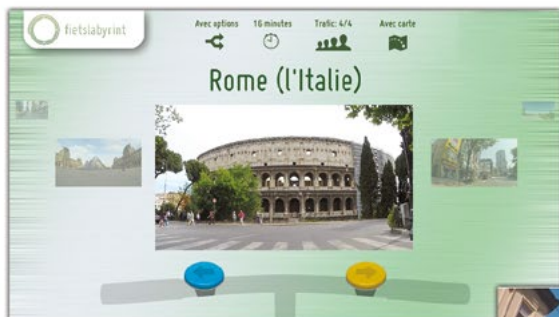 fietslabyrint
Avec options
16 minutes
Trafic: 4/4
Avec carte
Rome (l'Italie)